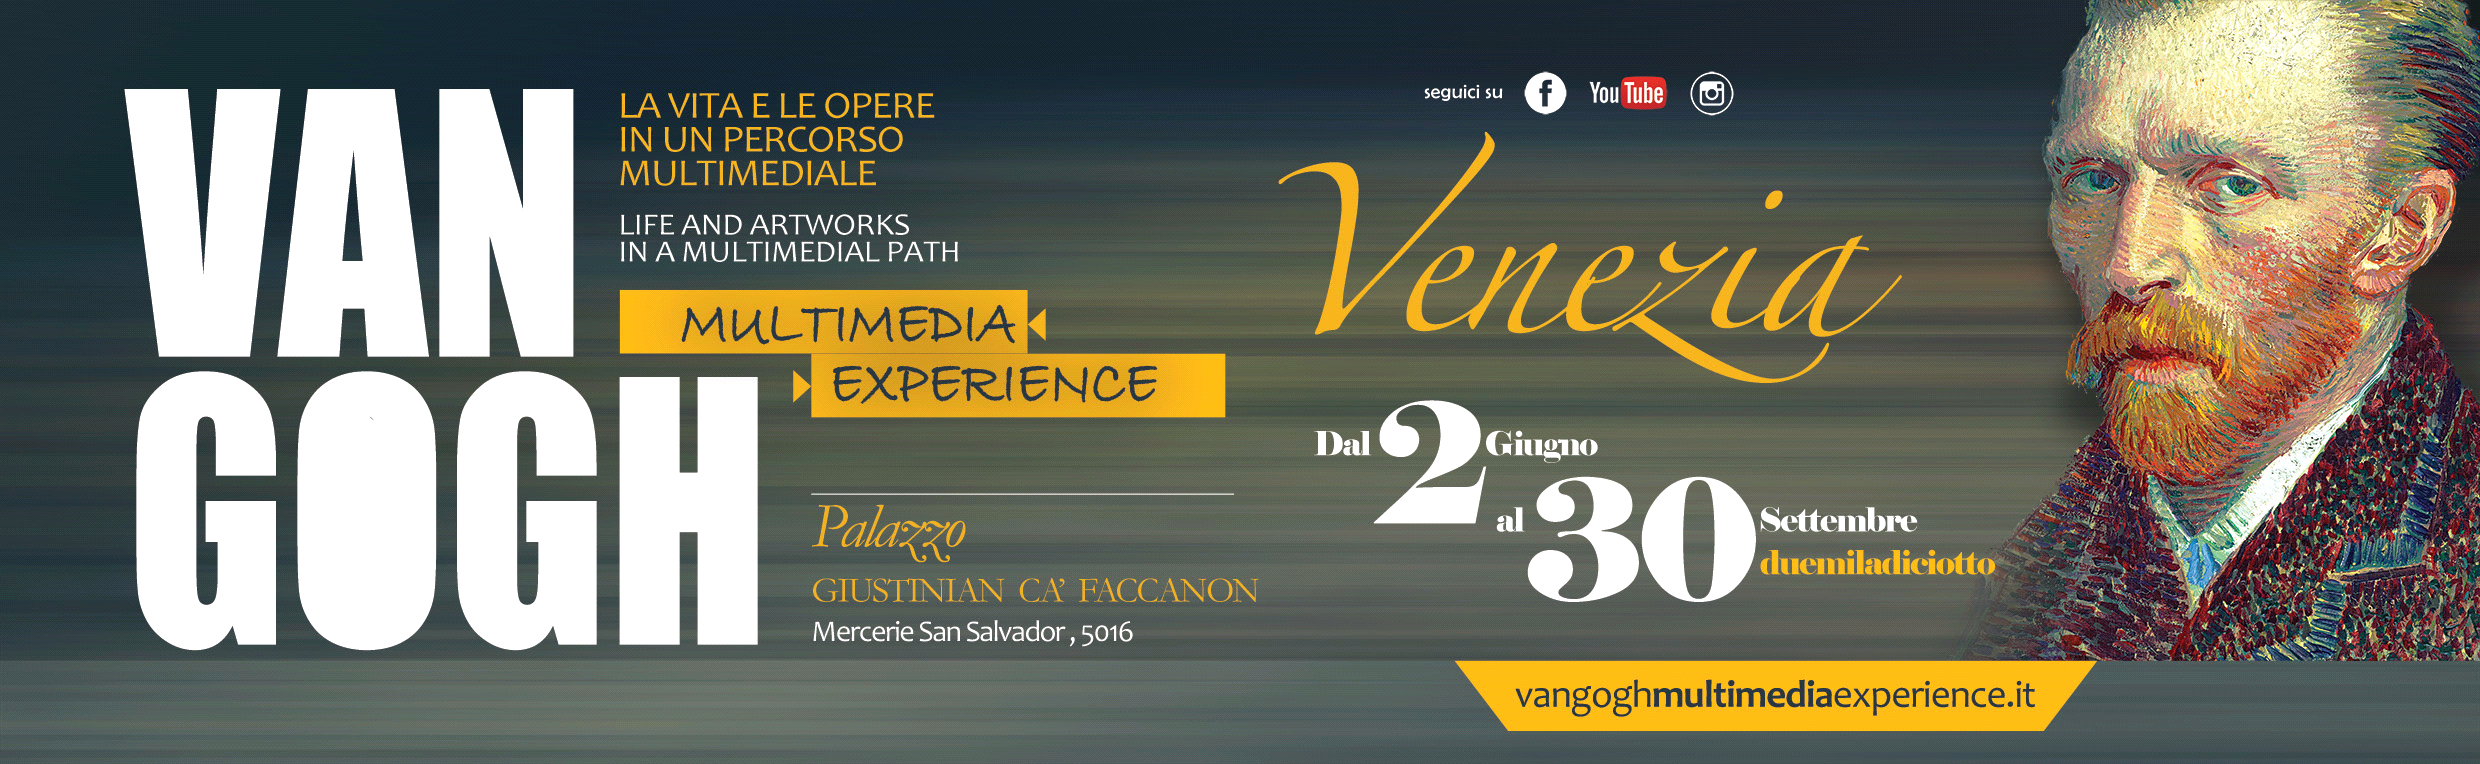 VAN
GOGH
LA VITA E LE OPERE
IN UN PERCORSO
MULTIMEDIALE
LIFE AND ARTWORKS
IN A MULTIMEDIAL PATH
MULTIMEDIA
EXPERIENCE
Palazzo
GIUSTINIAN CA' FACCANON
Mercerie San Salvador , 5016
seguici su f YouTube
Venezia
Dal 2 Giugno
al 30 Settembre
duemiladiciotto
vangoghmultimediaexperience.it